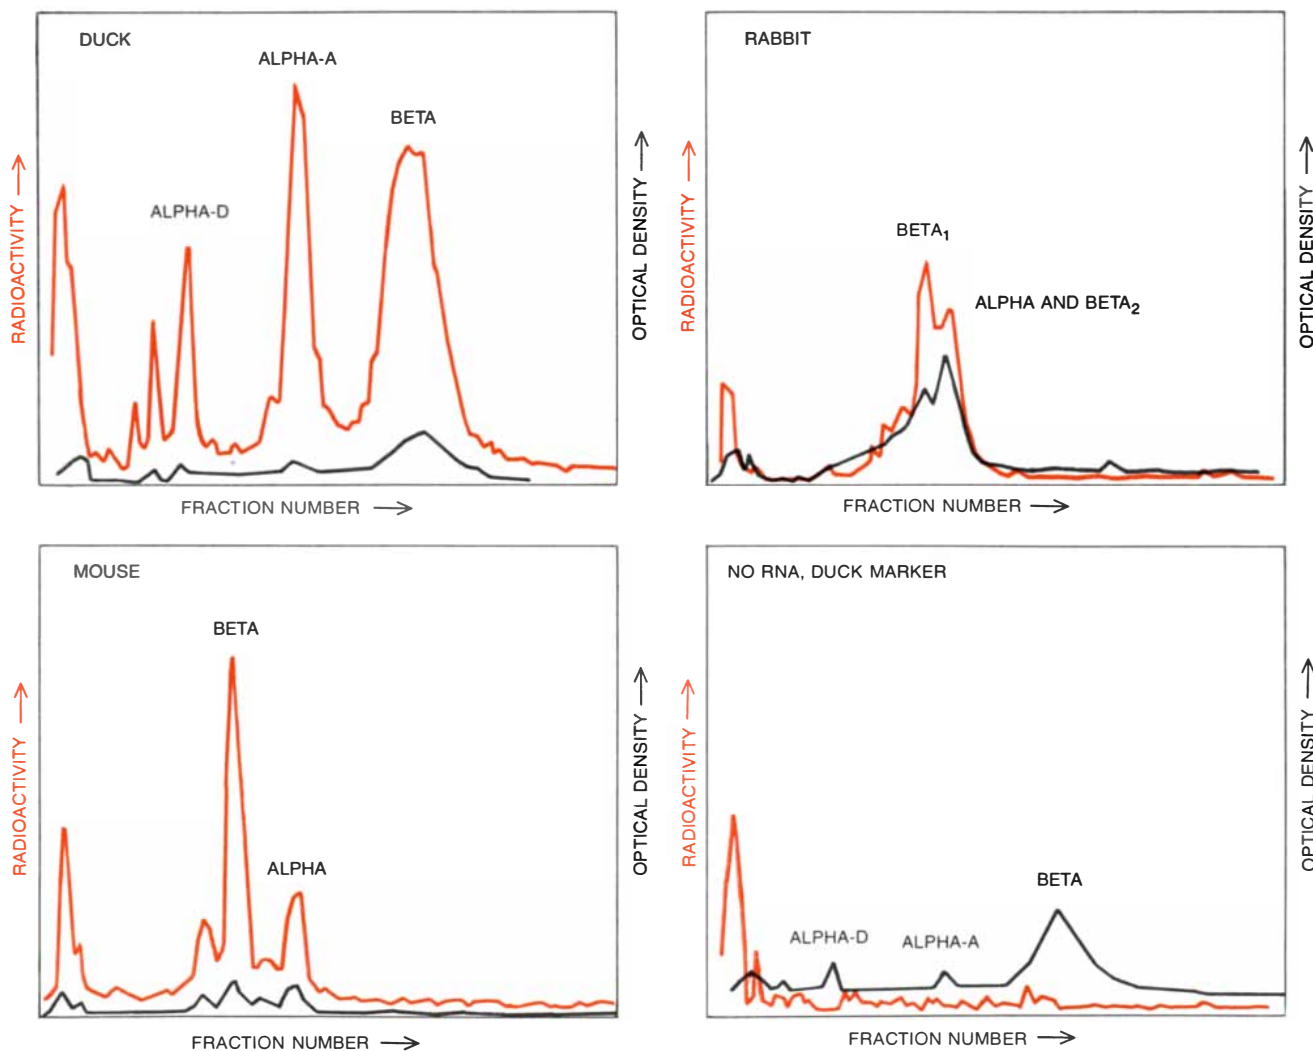 DUCK
ALPHA-A
BETA
ALPHA-D
RADIOACTIVITY →
OPTICAL DENSITY →
FRACTION NUMBER →
RABBIT
BETA₁
ALPHA AND BETA₂
RADIOACTIVITY →
OPTICAL DENSITY →
FRACTION NUMBER →
MOUSE
BETA
ALPHA
RADIOACTIVITY →
OPTICAL DENSITY →
FRACTION NUMBER →
NO RNA, DUCK MARKER
BETA
ALPHA-D
ALPHA-A
RADIOACTIVITY →
OPTICAL DENSITY →
FRACTION NUMBER →